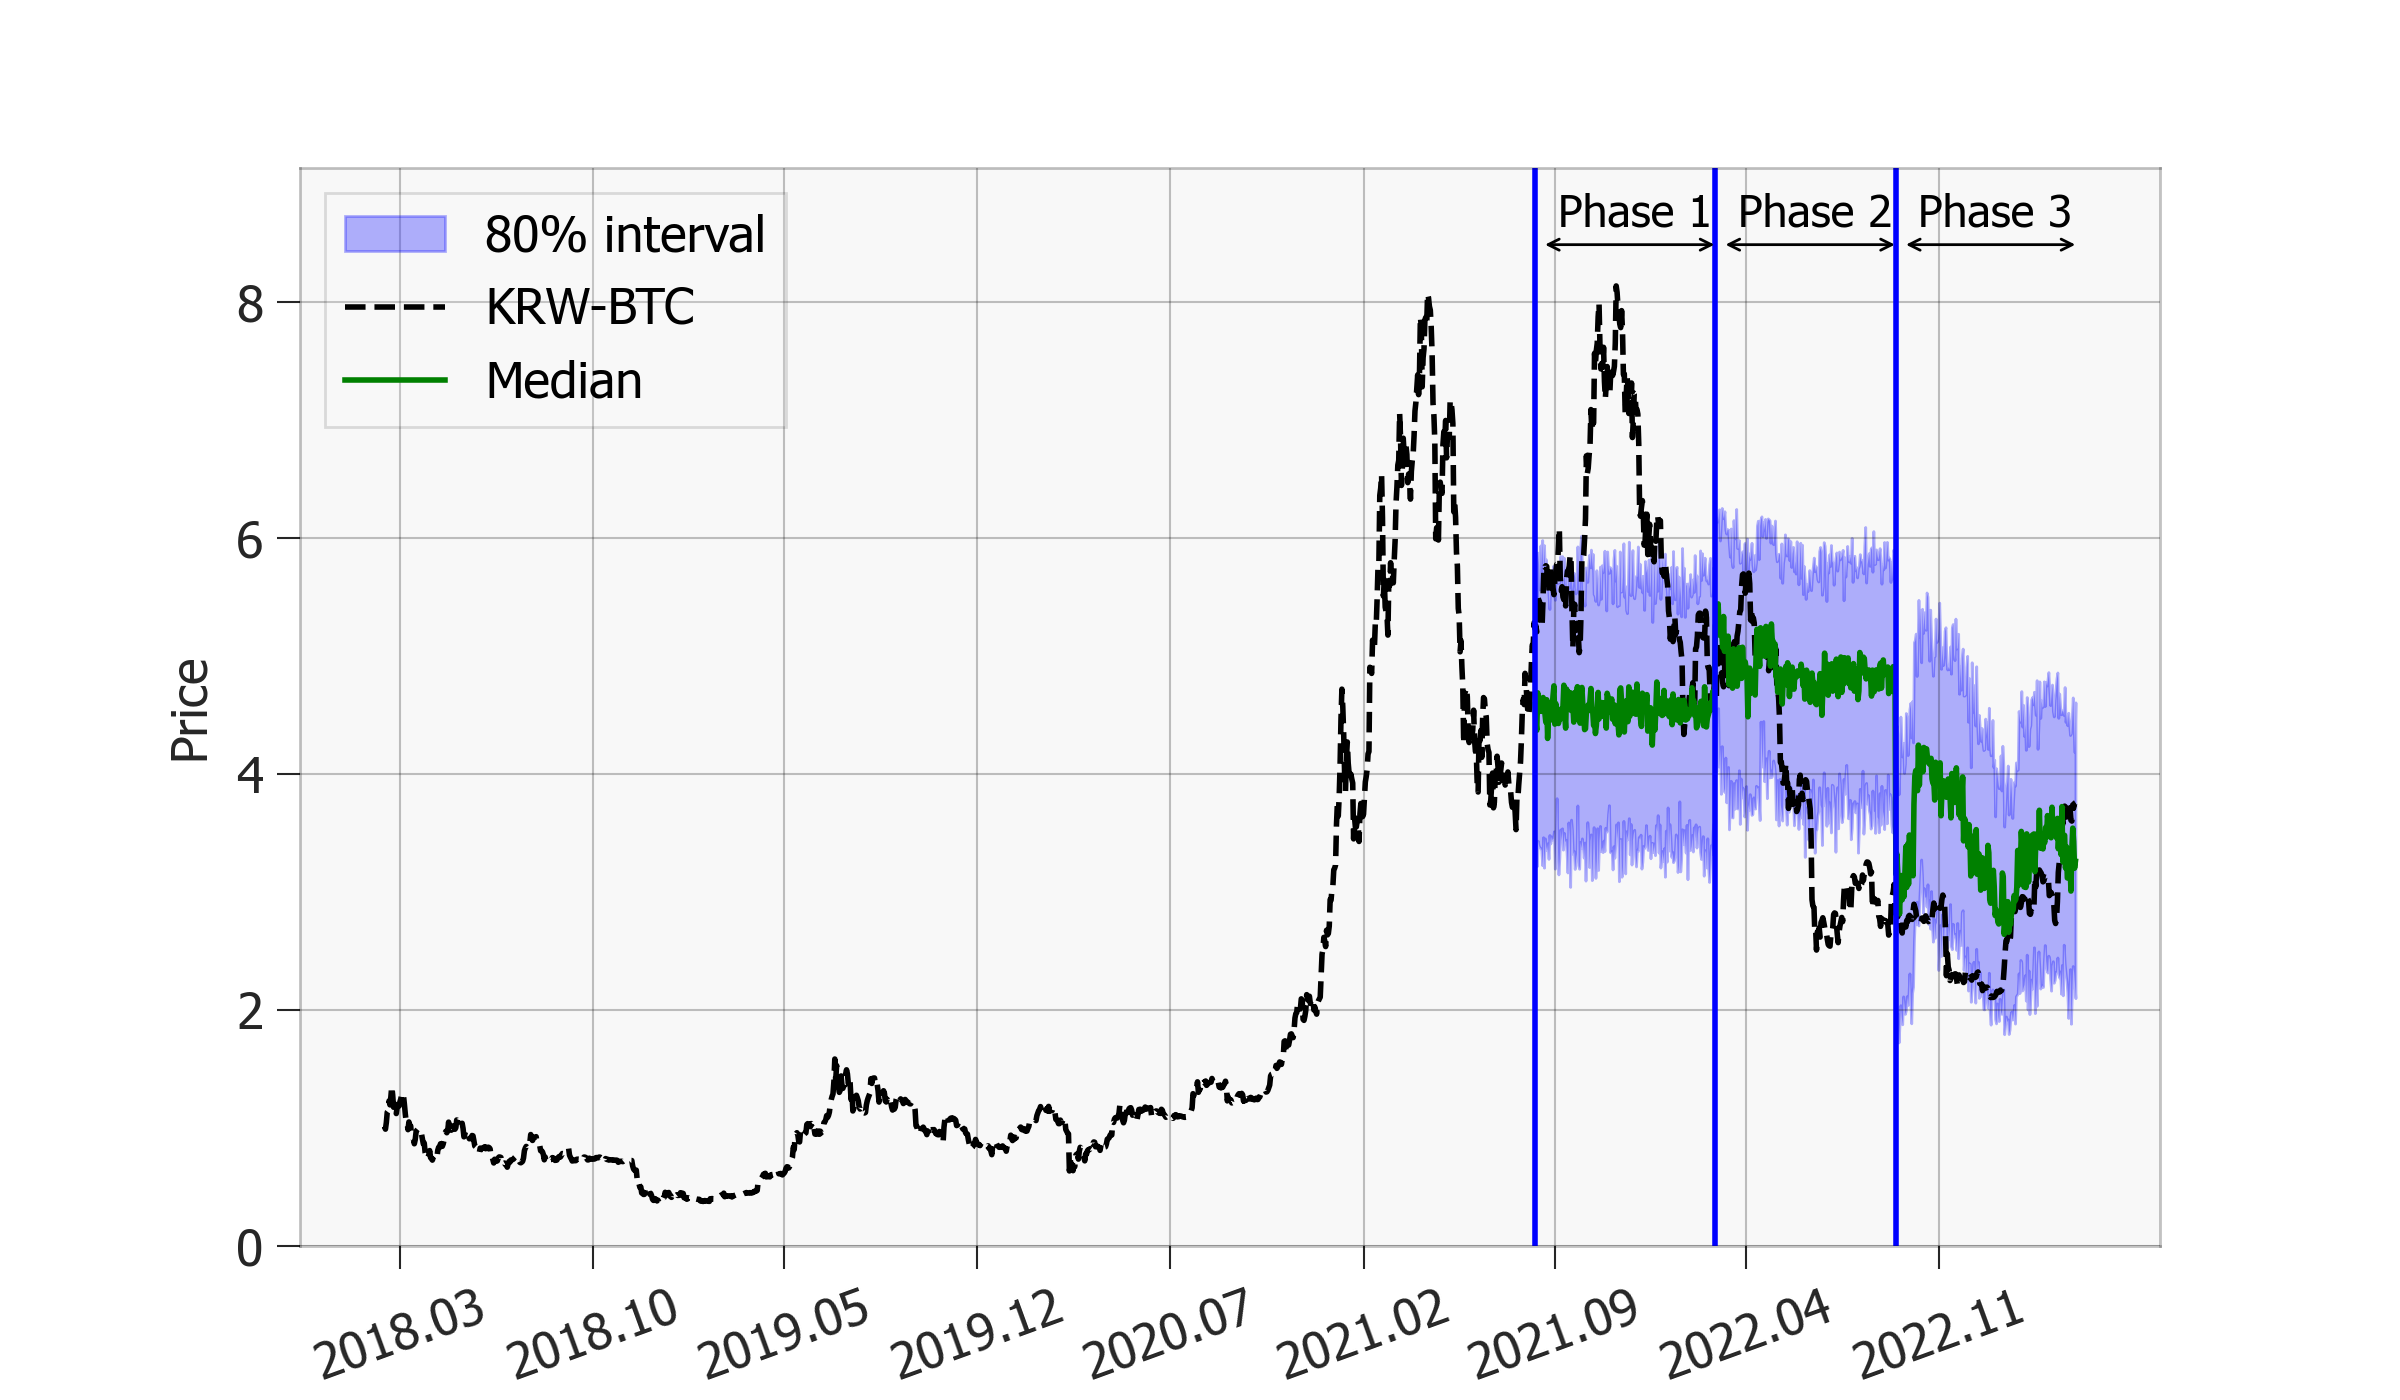 80% interval
KRW-BTC
Median
Phase 1
Phase 2
Phase 3
Price
8
6
4
2
0
2018.03
2018.10
2019.05
2019.12
2020.07
2021.02
2021.09
2022.04
2022.11